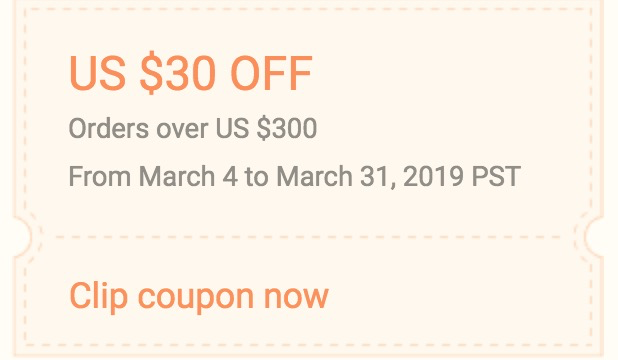 US $30 OFF
Orders over US $300
From March 4 to March 31, 2019 PST
Clip coupon now